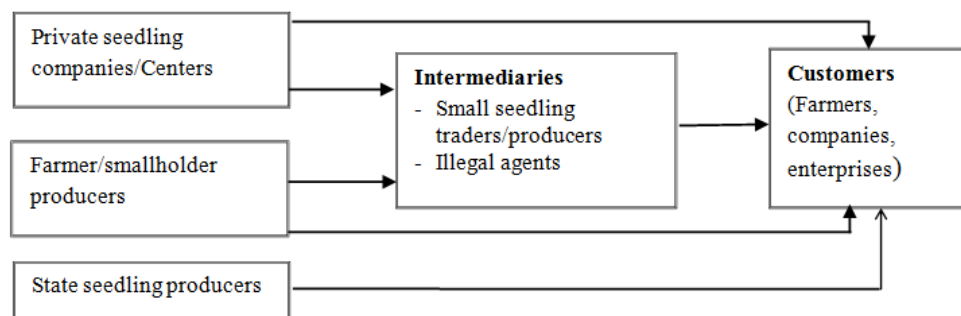 Private seedling
companies/Centers
Farmer/smallholder
producers
State seedling producers
Intermediaries
- Small seedling
traders/producers
- Illegal agents
Customers
(Farmers,
companies,
enterprises)